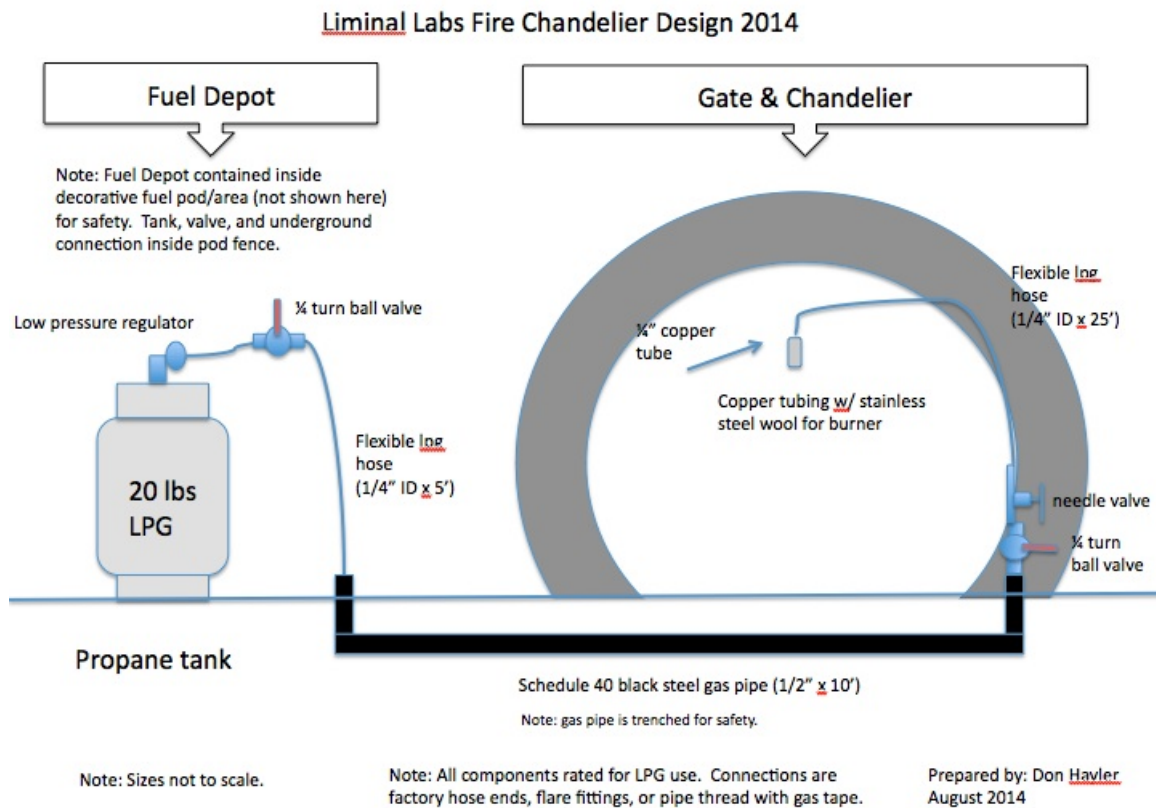 Liminal Labs Fire Chandelier Design 2014
Fuel Depot
Gate & Chandelier
Note: Fuel Depot contained inside
decorative fuel pod/area (not shown here)
for safety. Tank, valve, and underground
connection inside pod fence.
Low pressure regulator
¼ turn ball valve
Flexible lpg
hose
(1/4” ID x 5’)
20 lbs
LPG
Flexible lpg
hose
(1/4” ID x 25’)
¼” copper
tube
Copper tubing w/ stainless
steel wool for burner
needle valve
¼ turn
ball valve
Propane tank
Schedule 40 black steel gas pipe (1/2” x 10’)
Note: gas pipe is trenched for safety.
Note: Sizes not to scale.
Note: All components rated for LPG use. Connections are
factory hose ends, flare fittings, or pipe thread with gas tape.
Prepared by: Don Havler
August 2014